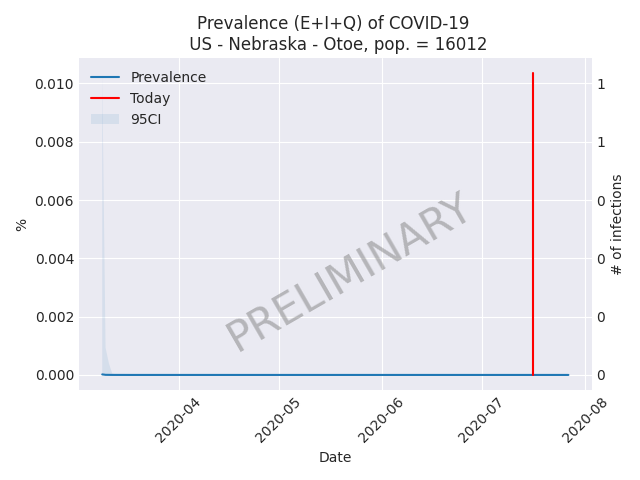 Prevalence (E+I+Q) of COVID-19
US - Nebraska - Otoe, pop. = 16012
Prevalence
Today
95CI
0.010
0.008
0.006
0.004
0.002
0.000
%
1
1
0
0
0
0
# of infections
PRELIMINARY
2020-04
2020-05
2020-06
2020-07
2020-08
Date